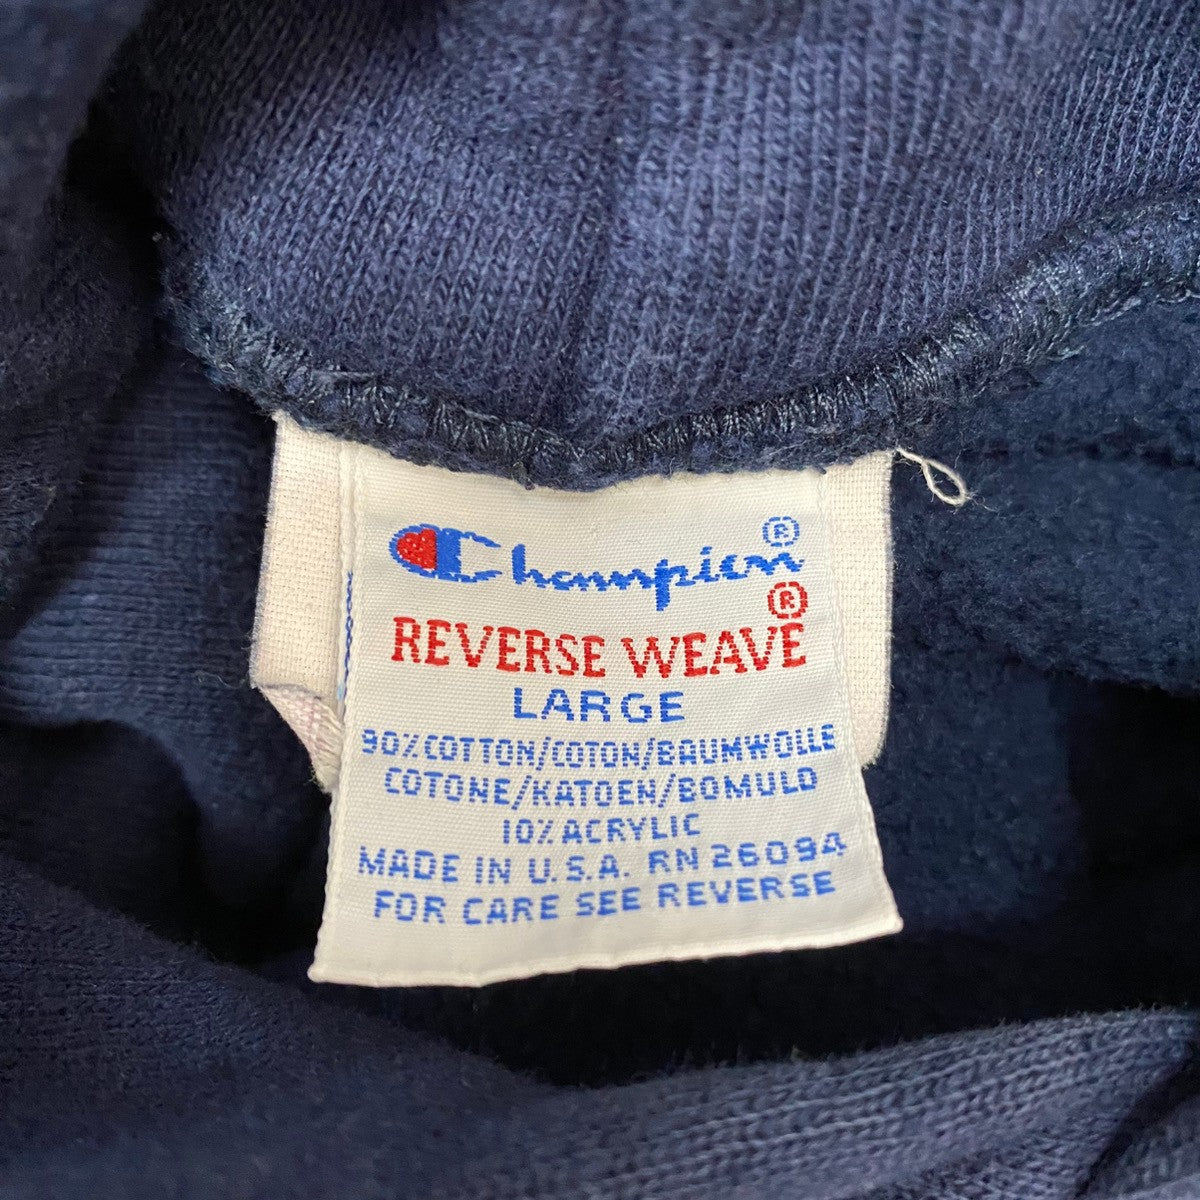 Champion®
REVERSE WEAVE®
LARGE
90% COTTON/COTON/BAUMWOLLE
COTONE/KATOEN/BOMULD
10% ACRYLIC
MADE IN U.S.A. RN 26094
FOR CARE SEE REVERSE